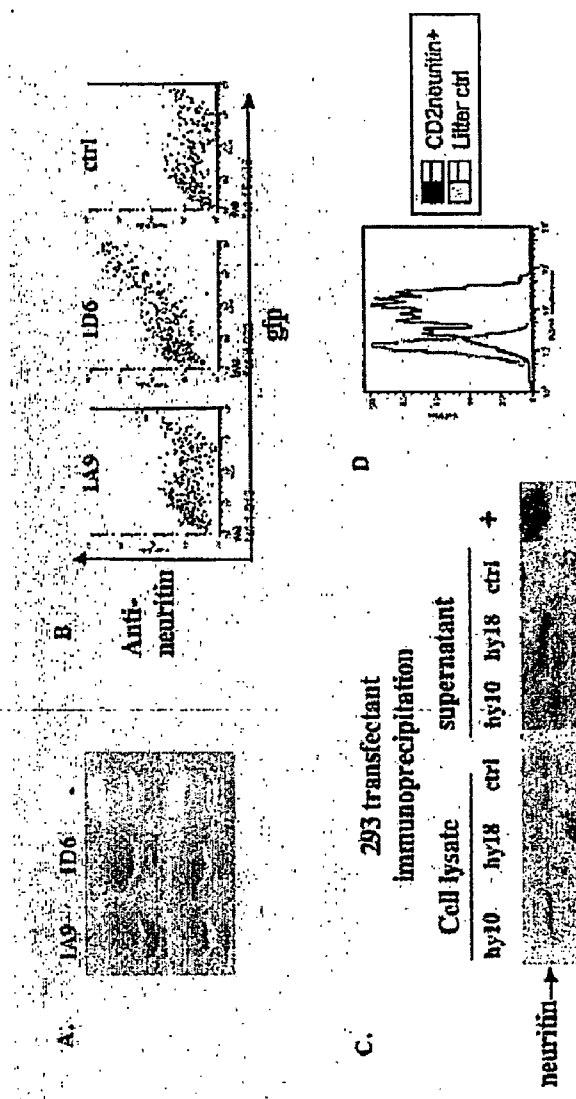 A.
1A9 1D6
B
Anti-
neuritin
1A9
1D6
ctrl
gfp
C.
293 transfectant
immunoprecipitation
Cell lysate
supernatant
hy10 hy18 ctrl
hy10 hy18 ctrl +
neuritin
D
CD2neuritin+
Litter ctrl